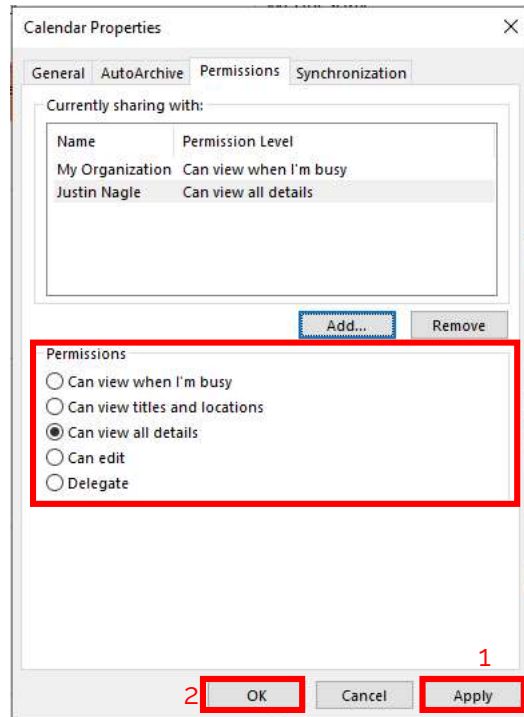 Calendar Properties
General AutoArchive Permissions Synchronization
Currently sharing with:
Name Permission Level
My Organization Can view when I'm busy
Justin Nagle Can view all details
Add... Remove
Permissions
Can view when I'm busy
Can view titles and locations
Can view all details
Can edit
Delegate
1
2 OK Cancel Apply